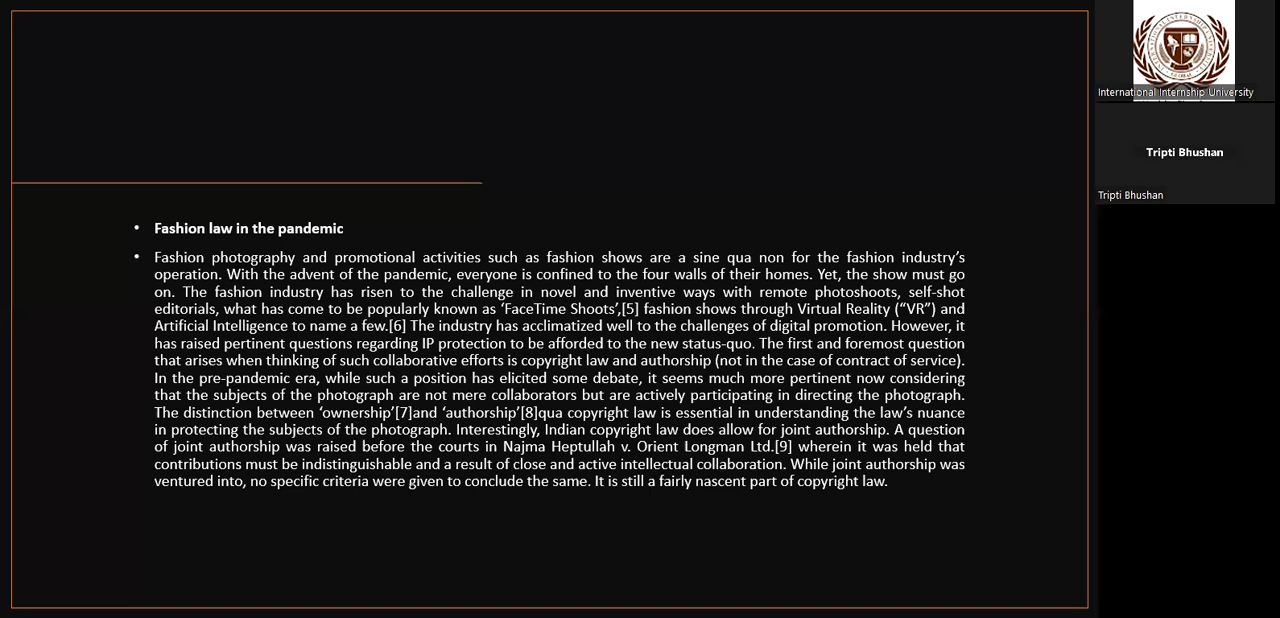 • Fashion law in the pandemic
• Fashion photography and promotional activities such as fashion shows are a sine qua non for the fashion industry's
operation. With the advent of the pandemic, everyone is confined to the four walls of their homes. Yet, the show must go
on. The fashion industry has risen to the challenge in novel and inventive ways with remote photoshoots, self-shot
editorials, what has come to be popularly known as ‘FaceTime Shoots’,[5] fashion shows through Virtual Reality (“VR”) and
Artificial Intelligence to name a few.[6] The industry has acclimatized well to the challenges of digital promotion. However, it
has raised pertinent questions regarding IP protection to be afforded to the new status-quo. The first and foremost question
that arises when thinking of such collaborative efforts is copyright law and authorship (not in the case of contract of service).
In the pre-pandemic era, while such a position has elicited some debate, it seems much more pertinent now considering
that the subjects of the photograph are not mere collaborators but are actively participating in directing the photograph.
The distinction between ‘ownership’[7]and ‘authorship’[8]qua copyright law is essential in understanding the law’s nuance
in protecting the subjects of the photograph. Interestingly, Indian copyright law does allow for joint authorship. A question
of joint authorship was raised before the courts in Najma Heptullah v. Orient Longman Ltd.[9] wherein it was held that
contributions must be indistinguishable and a result of close and active intellectual collaboration. While joint authorship was
ventured into, no specific criteria were given to conclude the same. It is still a fairly nascent part of copyright law.
International Internship University
Tripti Bhushan
Tripti Bhushan